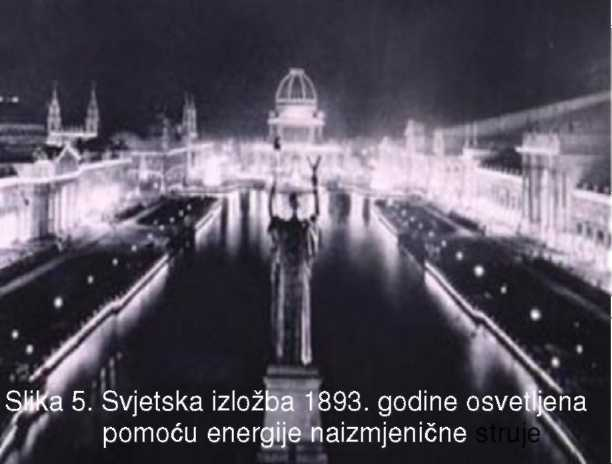 Slika 5. Svjetska izložba 1893. godine osvetljena
pomoću energije naizmjenične struje